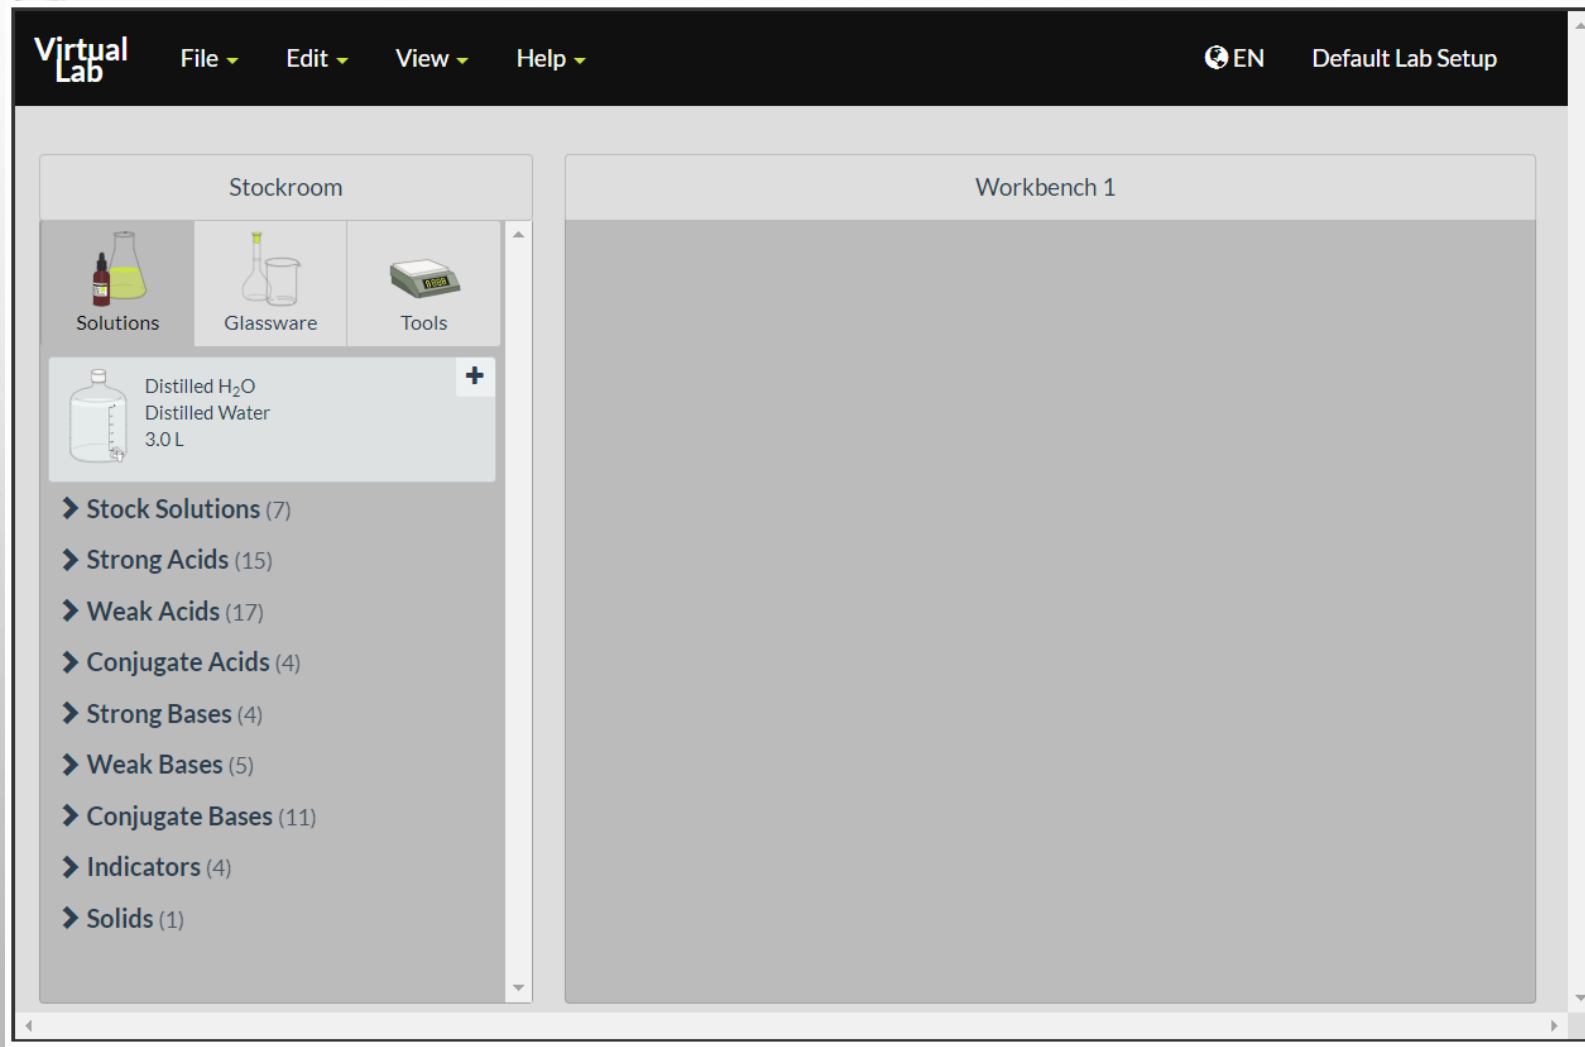 Virtual Lab
File Edit View Help EN Default Lab Setup
Stockroom
Workbench 1
Solutions Glassware Tools
Distilled H₂O
Distilled Water
3.0 L
Stock Solutions (7)
Strong Acids (15)
Weak Acids (17)
Conjugate Acids (4)
Strong Bases (4)
Weak Bases (5)
Conjugate Bases (11)
Indicators (4)
Solids (1)